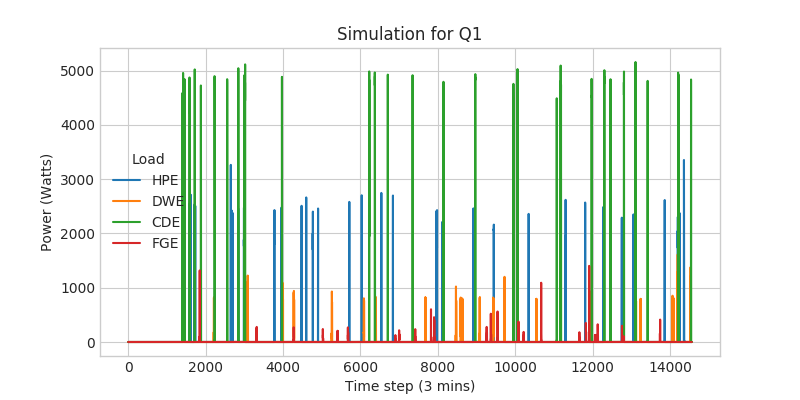 Simulation for Q1
Power (Watts)
5000
4000
3000
2000
1000
0
Load
HPE
DWE
CDE
FGE
0 2000 4000 6000 8000 10000 12000 14000
Time step (3 mins)